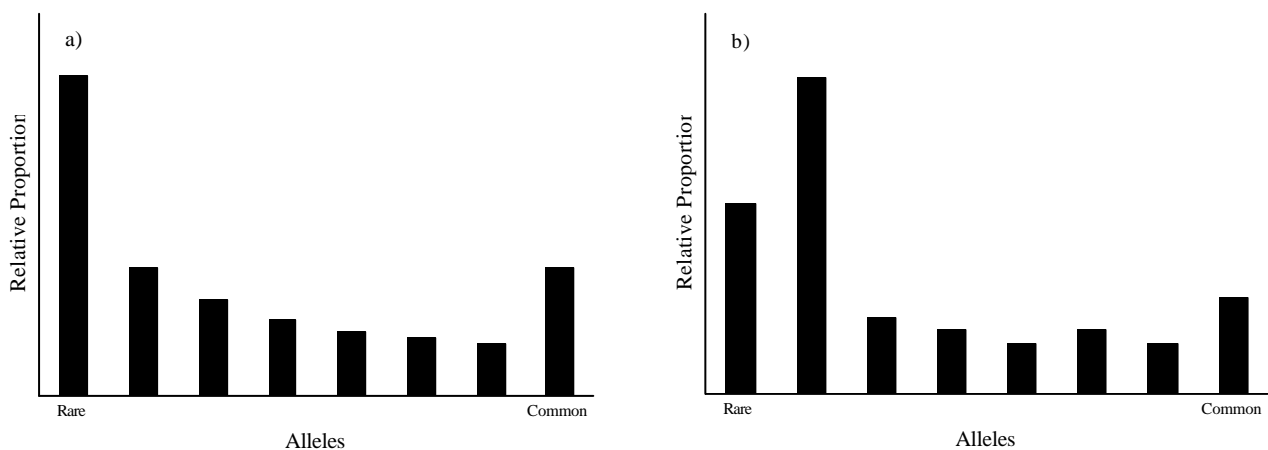 a)
Relative Proportion
Rare
Common
Alleles
b)
Relative Proportion
Rare
Common
Alleles